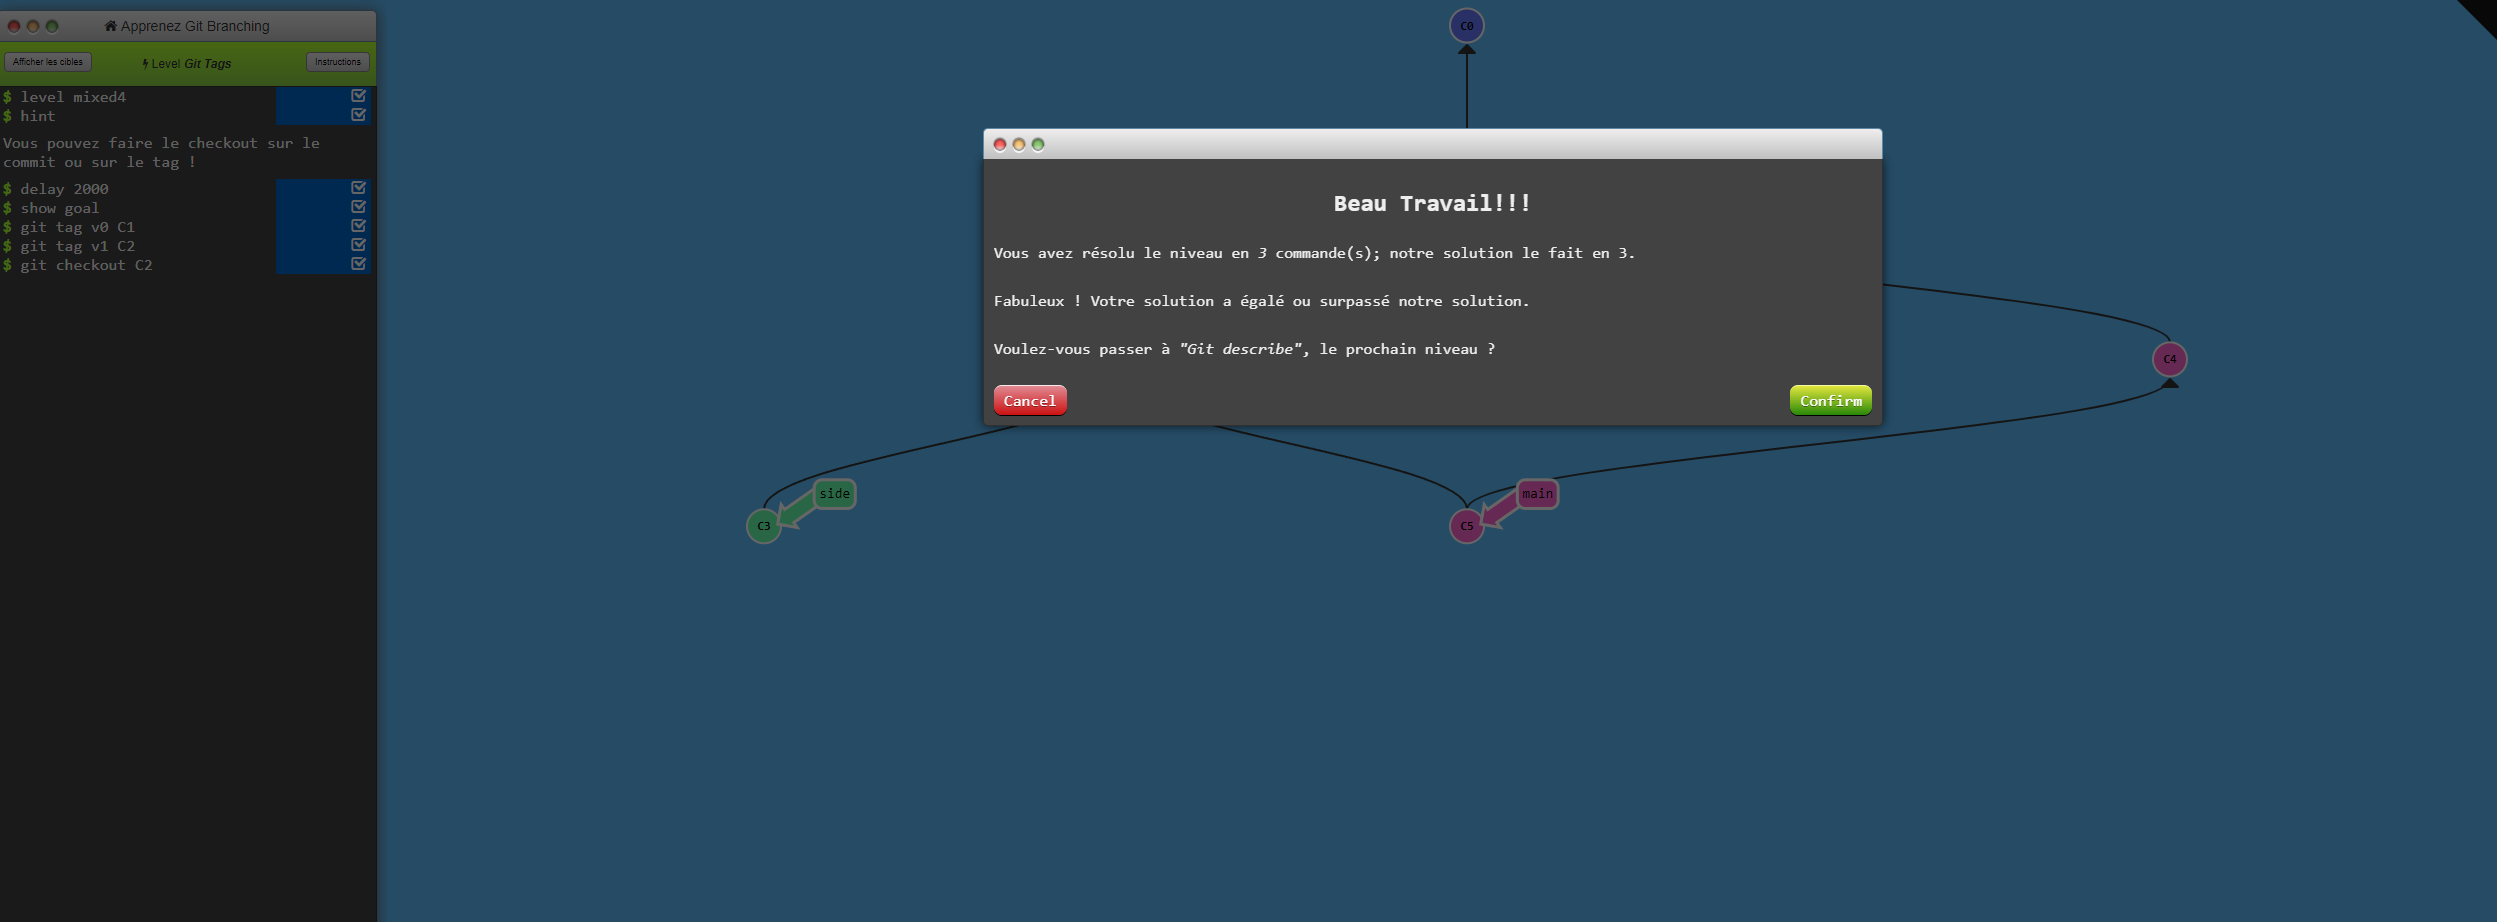 Apprenez Git Branching
Afficher les cibles
Level Git Tags
Instructions
$ level mixed4
$ hint
Vous pouvez faire le checkout sur le
commit ou sur le tag !
$ delay 2000
$ show goal
$ git tag v0 C1
$ git tag v1 C2
$ git checkout C2
C0
Beau Travail!!!
Vous avez résolu le niveau en 3 commande(s); notre solution le fait en 3.
Fabuleux ! Votre solution a égalé ou surpassé notre solution.
Voulez-vous passer à "Git describe", le prochain niveau ?
Cancel
Confirm
C4
side
main
C3
C5